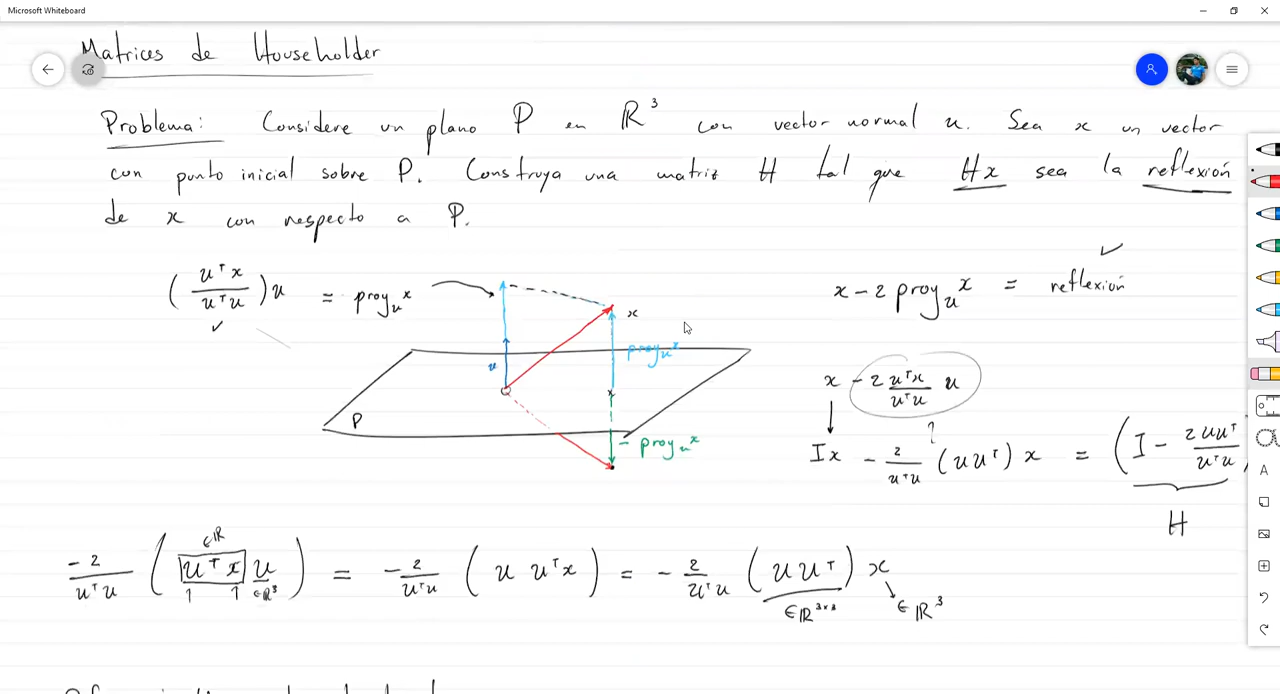 Microsoft Whiteboard
Matrices de Householder
Problema: Considere un plano P en ℝ³ con vector normal u. Sea x un vector
con punto inicial sobre P. Construya una matriz H tal que Hx sea la reflexión
de x con respecto a P.
(uᵀx / uᵀu) u = proy_u x
x − 2 proy_u x = reflexión
x
u
proy_u x
P
− proy_u x
x − 2 uᵀx / uᵀu u
?
Ix − 2 / uᵀu (uuᵀ) x = (I − 2uuᵀ / uᵀu
H
−2 / uᵀu (uᵀx u) = −2 / uᵀu (u uᵀx) = −2 / uᵀu (uuᵀ) x
∈ℝ
∈ℝ³
∈ℝ³ˣ³
∈ℝ³
A